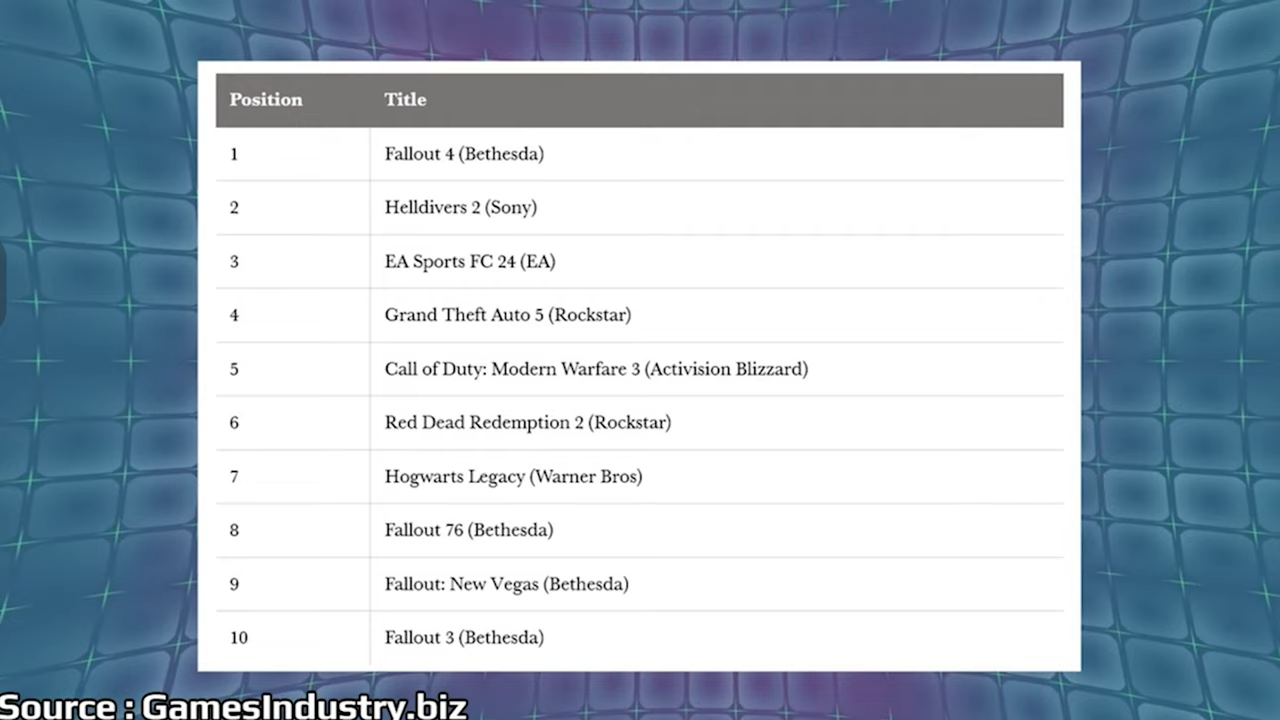 Position Title
1 Fallout 4 (Bethesda)
2 Helldivers 2 (Sony)
3 EA Sports FC 24 (EA)
4 Grand Theft Auto 5 (Rockstar)
5 Call of Duty: Modern Warfare 3 (Activision Blizzard)
6 Red Dead Redemption 2 (Rockstar)
7 Hogwarts Legacy (Warner Bros)
8 Fallout 76 (Bethesda)
9 Fallout: New Vegas (Bethesda)
10 Fallout 3 (Bethesda)
Source : GamesIndustry.biz